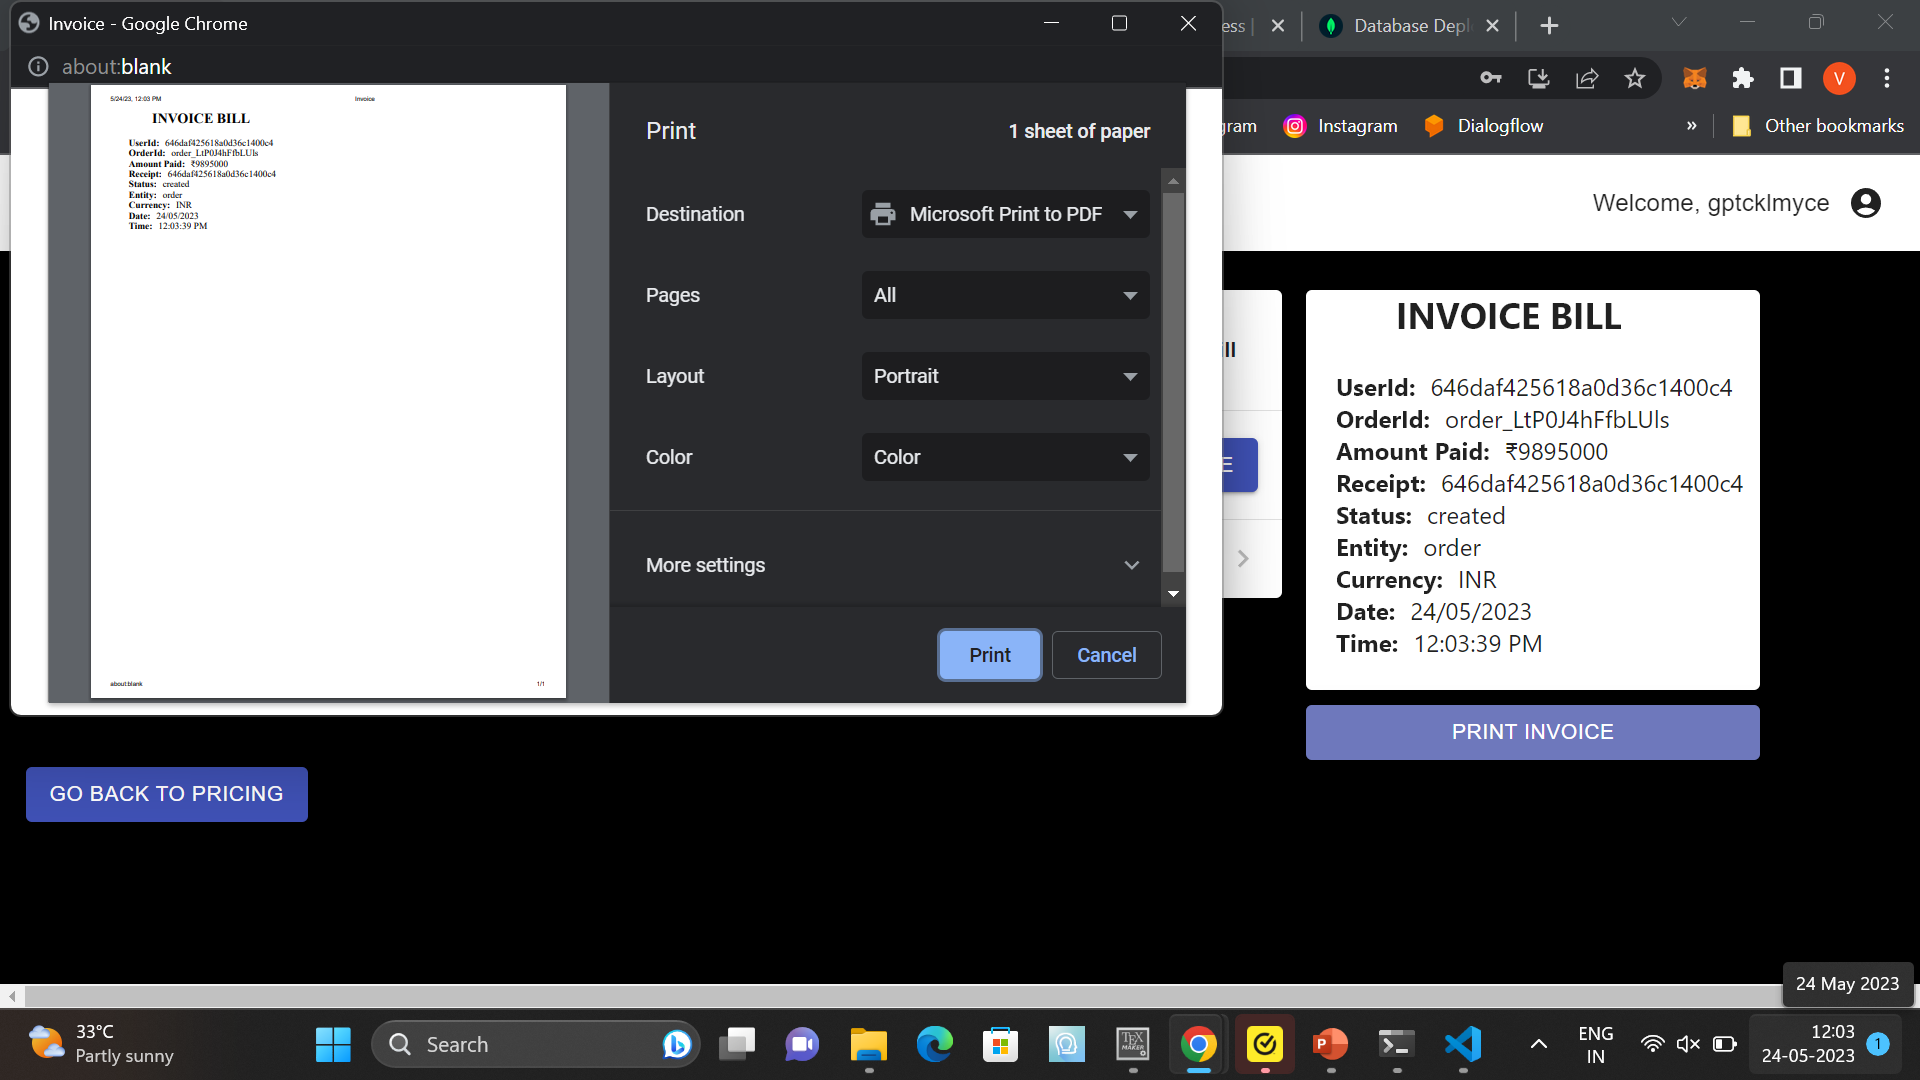 Invoice - Google Chrome
about:blank
ess |
Database Depl
V
gram
Instagram
Dialogflow
»
Other bookmarks
5/24/23, 12:03 PM
Invoice
INVOICE BILL
UserId: 646daf425618a0d36c1400c4
OrderId: order_LtP0J4hFfbLUls
Amount Paid: ₹9895000
Receipt: 646daf425618a0d36c1400c4
Status: created
Entity: order
Currency: INR
Date: 24/05/2023
Time: 12:03:39 PM
about:blank
1/1
Print
1 sheet of paper
Destination
Microsoft Print to PDF
Pages
All
Layout
Portrait
Color
Color
More settings
Print
Cancel
Welcome, gptcklmyce
ill
E
INVOICE BILL
UserId: 646daf425618a0d36c1400c4
OrderId: order_LtP0J4hFfbLUls
Amount Paid: ₹9895000
Receipt: 646daf425618a0d36c1400c4
Status: created
Entity: order
Currency: INR
Date: 24/05/2023
Time: 12:03:39 PM
PRINT INVOICE
GO BACK TO PRICING
24 May 2023
33°C
Partly sunny
Search
TEX
MAKER
P
ENG
IN
12:03
24-05-2023
1